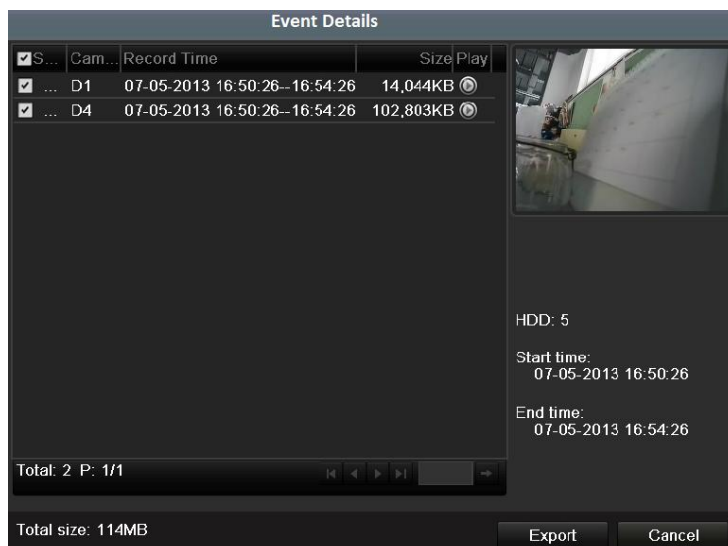 Event Details
S... Cam... Record Time Size Play
... D1 07-05-2013 16:50:26--16:54:26 14,044KB
... D4 07-05-2013 16:50:26--16:54:26 102,803KB
HDD: 5
Start time:
07-05-2013 16:50:26
End time:
07-05-2013 16:54:26
Total: 2 P: 1/1
Total size: 114MB
Export Cancel